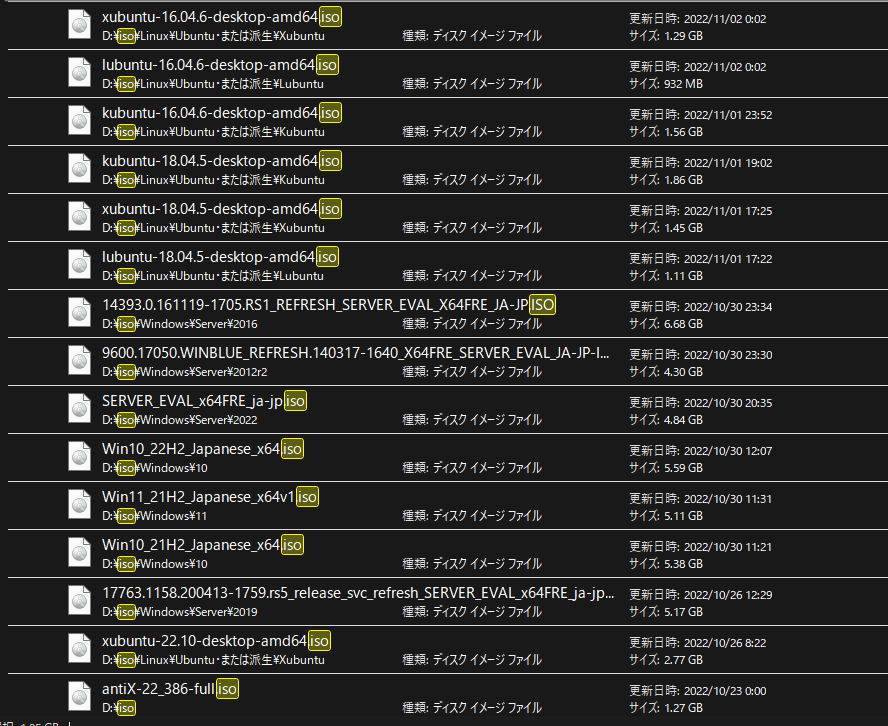 xubuntu-16.04.6-desktop-amd64.iso
D:¥iso¥Linux¥Ubuntu・または派生¥Xubuntu 種類: ディスク イメージ ファイル
更新日時: 2022/11/02 0:02
サイズ: 1.29 GB
lubuntu-16.04.6-desktop-amd64.iso
D:¥iso¥Linux¥Ubuntu・または派生¥Lubuntu 種類: ディスク イメージ ファイル
更新日時: 2022/11/02 0:02
サイズ: 932 MB
kubuntu-16.04.6-desktop-amd64.iso
D:¥iso¥Linux¥Ubuntu・または派生¥Kubuntu 種類: ディスク イメージ ファイル
更新日時: 2022/11/01 23:52
サイズ: 1.56 GB
kubuntu-18.04.5-desktop-amd64.iso
D:¥iso¥Linux¥Ubuntu・または派生¥Kubuntu 種類: ディスク イメージ ファイル
更新日時: 2022/11/01 19:02
サイズ: 1.86 GB
xubuntu-18.04.5-desktop-amd64.iso
D:¥iso¥Linux¥Ubuntu・または派生¥Xubuntu 種類: ディスク イメージ ファイル
更新日時: 2022/11/01 17:25
サイズ: 1.45 GB
lubuntu-18.04.5-desktop-amd64.iso
D:¥iso¥Linux¥Ubuntu・または派生¥Lubuntu 種類: ディスク イメージ ファイル
更新日時: 2022/11/01 17:22
サイズ: 1.11 GB
14393.0.161119-1705.RS1_REFRESH_SERVER_EVAL_X64FRE_JA-JP.ISO
D:¥iso¥Windows¥Server¥2016 種類: ディスク イメージ ファイル
更新日時: 2022/10/30 23:34
サイズ: 6.68 GB
9600.17050.WINBLUE_REFRESH.140317-1640_X64FRE_SERVER_EVAL_JA-JP-I...
D:¥iso¥Windows¥Server¥2012r2 種類: ディスク イメージ ファイル
更新日時: 2022/10/30 23:30
サイズ: 4.30 GB
SERVER_EVAL_x64FRE_ja-jp.iso
D:¥iso¥Windows¥Server¥2022 種類: ディスク イメージ ファイル
更新日時: 2022/10/30 20:35
サイズ: 4.84 GB
Win10_22H2_Japanese_x64.iso
D:¥iso¥Windows¥10 種類: ディスク イメージ ファイル
更新日時: 2022/10/30 12:07
サイズ: 5.59 GB
Win11_21H2_Japanese_x64v1.iso
D:¥iso¥Windows¥11 種類: ディスク イメージ ファイル
更新日時: 2022/10/30 11:31
サイズ: 5.11 GB
Win10_21H2_Japanese_x64.iso
D:¥iso¥Windows¥10 種類: ディスク イメージ ファイル
更新日時: 2022/10/30 11:21
サイズ: 5.38 GB
17763.1158.200413-1759.rs5_release_svc_refresh_SERVER_EVAL_x64FRE_ja-jp...
D:¥iso¥Windows¥Server¥2019 種類: ディスク イメージ ファイル
更新日時: 2022/10/26 12:29
サイズ: 5.17 GB
xubuntu-22.10-desktop-amd64.iso
D:¥iso¥Linux¥Ubuntu・または派生¥Xubuntu 種類: ディスク イメージ ファイル
更新日時: 2022/10/26 8:22
サイズ: 2.77 GB
antiX-22_386-full.iso
D:¥iso 種類: ディスク イメージ ファイル
更新日時: 2022/10/23 0:00
サイズ: 1.27 GB